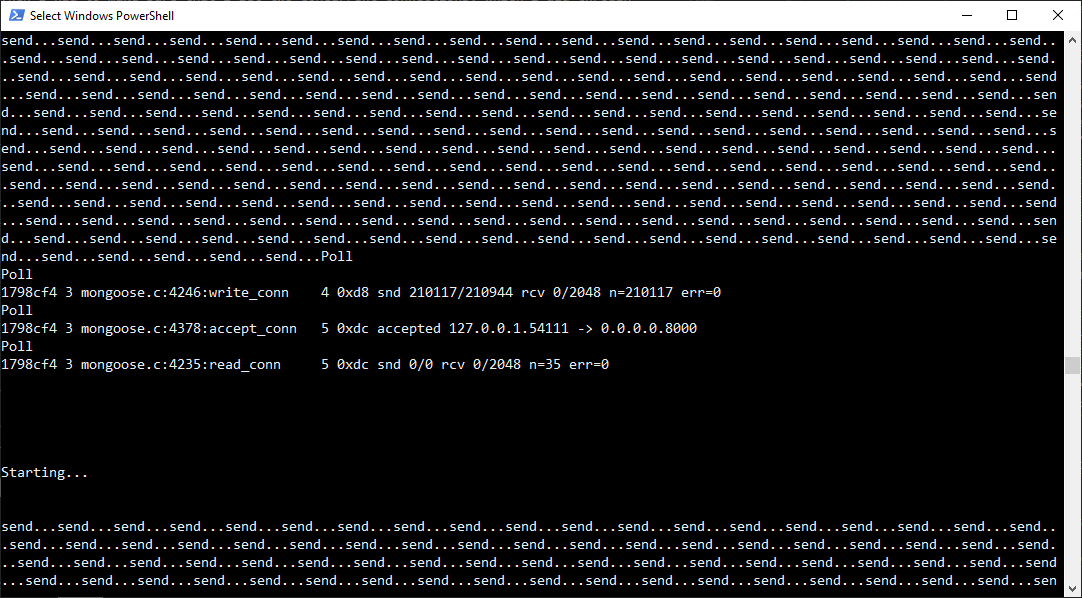 send...send...send...send...send...send...send...send...send...send...send...send...send...send...send...send...send...send...send..
.send...send...send...send...send...send...send...send...send...send...send...send...send...send...send...send...send...send...send.
..send...send...send...send...send...send...send...send...send...send...send...send...send...send...send...send...send...send...send
...send...send...send...send...send...send...send...send...send...send...send...send...send...send...send...send...send...send...sen
d...send...send...send...send...send...send...send...send...send...send...send...send...send...send...send...send...send...send...se
nd...send...send...send...send...send...send...send...send...send...send...send...send...send...send...send...send...send...send...s
end...send...send...send...send...send...send...send...send...send...send...send...send...send...send...send...send...send...send...
send...send...send...send...send...send...send...send...send...send...send...send...send...send...send...send...send...send...send..
.send...send...send...send...send...send...send...send...send...send...send...send...send...send...send...send...send...send...send.
..send...send...send...send...send...send...send...send...send...send...send...send...send...send...send...send...send...send...send
...send...send...send...send...send...send...send...send...send...send...send...send...send...send...send...send...send...send...sen
d...send...send...send...send...send...send...send...send...send...send...send...send...send...send...send...send...send...send...se
nd...send...send...send...send...send...Poll
Poll
1798cf4 3 mongoose.c:4246:write_conn    4 0xd8 snd 210117/210944 rcv 0/2048 n=210117 err=0
Poll
1798cf4 3 mongoose.c:4378:accept_conn   5 0xdc accepted 127.0.0.1.54111 -> 0.0.0.0.8000
Poll
1798cf4 3 mongoose.c:4235:read_conn     5 0xdc snd 0/0 rcv 0/2048 n=35 err=0
Starting...
send...send...send...send...send...send...send...send...send...send...send...send...send...send...send...send...send...send...send..
.send...send...send...send...send...send...send...send...send...send...send...send...send...send...send...send...send...send...send.
..send...send...send...send...send...send...send...send...send...send...send...send...send...send...send...send...send...send...send
...send...send...send...send...send...send...send...send...send...send...send...send...send...send...send...send...send...send...sen